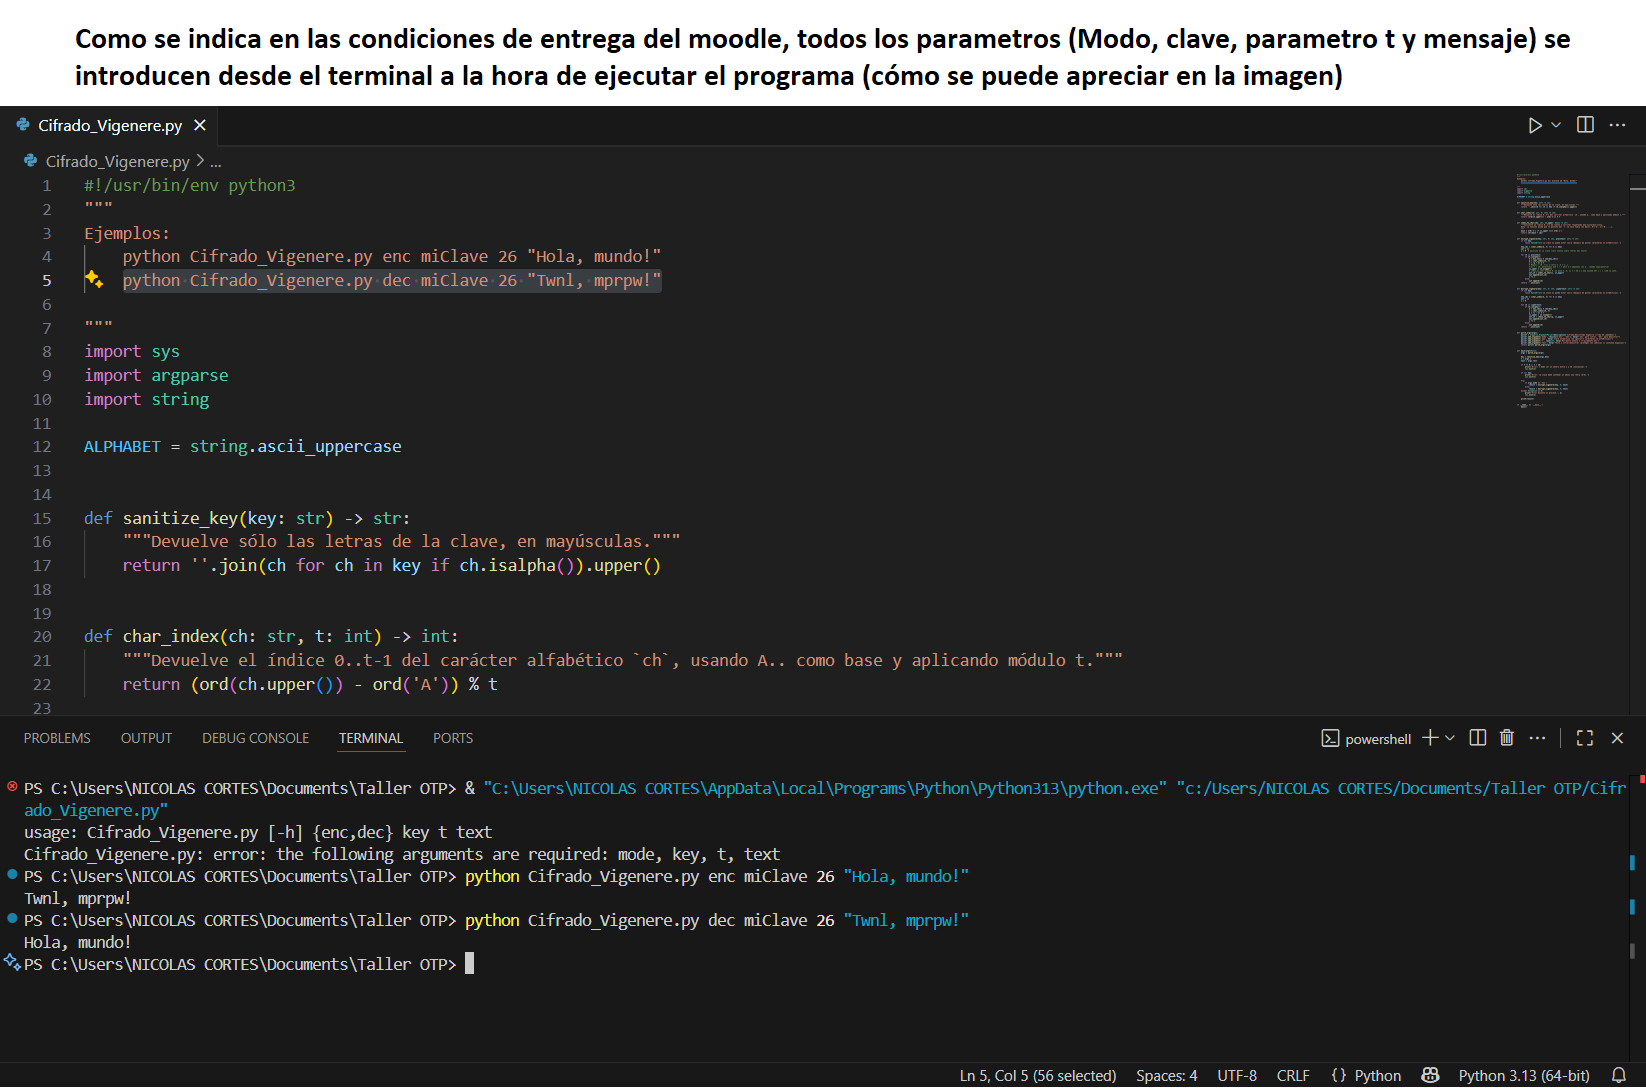 Como se indica en las condiciones de entrega del moodle, todos los parametros (Modo, clave, parametro t y mensaje) se
introducen desde el terminal a la hora de ejecutar el programa (cómo se puede apreciar en la imagen)
Cifrado_Vigenere.py
Cifrado_Vigenere.py > ...
1 #!/usr/bin/env python3
2 """
3 Ejemplos:
4 python Cifrado_Vigenere.py enc miClave 26 "Hola, mundo!"
5 python Cifrado_Vigenere.py dec miClave 26 "Twnl, mprpw!"
6
7 """
8 import sys
9 import argparse
10 import string
11
12 ALPHABET = string.ascii_uppercase
13
14
15 def sanitize_key(key: str) -> str:
16 """Devuelve sólo las letras de la clave, en mayúsculas."""
17 return ''.join(ch for ch in key if ch.isalpha()).upper()
18
19
20 def char_index(ch: str, t: int) -> int:
21 """Devuelve el índice 0..t-1 del carácter alfabético `ch`, usando A.. como base y aplicando módulo t."""
22 return (ord(ch.upper()) - ord('A')) % t
23
PROBLEMS OUTPUT DEBUG CONSOLE TERMINAL PORTS powershell
PS C:\Users\NICOLAS CORTES\Documents\Taller OTP> & "C:\Users\NICOLAS CORTES\AppData\Local\Programs\Python\Python313\python.exe" "c:/Users/NICOLAS CORTES/Documents/Taller OTP/Cifr
ado_Vigenere.py"
usage: Cifrado_Vigenere.py [-h] {enc,dec} key t text
Cifrado_Vigenere.py: error: the following arguments are required: mode, key, t, text
PS C:\Users\NICOLAS CORTES\Documents\Taller OTP> python Cifrado_Vigenere.py enc miClave 26 "Hola, mundo!"
Twnl, mprpw!
PS C:\Users\NICOLAS CORTES\Documents\Taller OTP> python Cifrado_Vigenere.py dec miClave 26 "Twnl, mprpw!"
Hola, mundo!
PS C:\Users\NICOLAS CORTES\Documents\Taller OTP>
Ln 5, Col 5 (56 selected) Spaces: 4 UTF-8 CRLF {} Python Python 3.13 (64-bit)